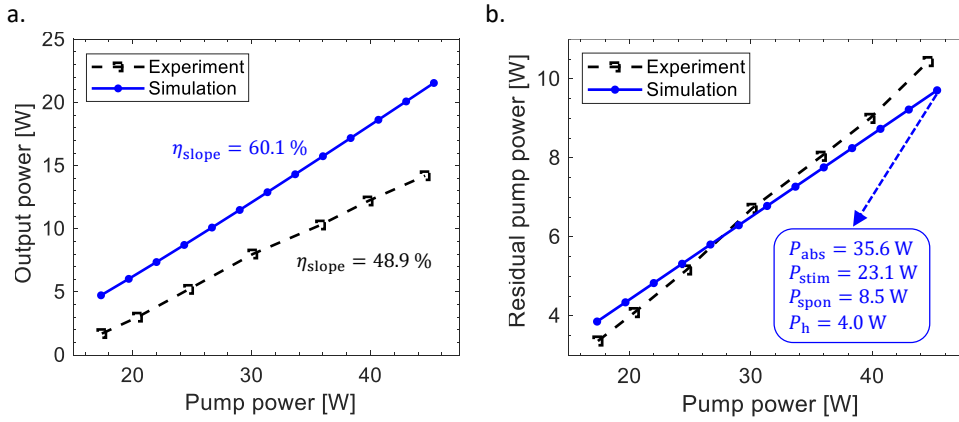 a.
25
20
15
10
5
0
Output power [W]
Experiment
Simulation
η_slope = 60.1 %
η_slope = 48.9 %
20
30
40
Pump power [W]
b.
10
8
6
4
Residual pump power [W]
Experiment
Simulation
P_abs = 35.6 W
P_stim = 23.1 W
P_spon = 8.5 W
P_h = 4.0 W
20
30
40
Pump power [W]